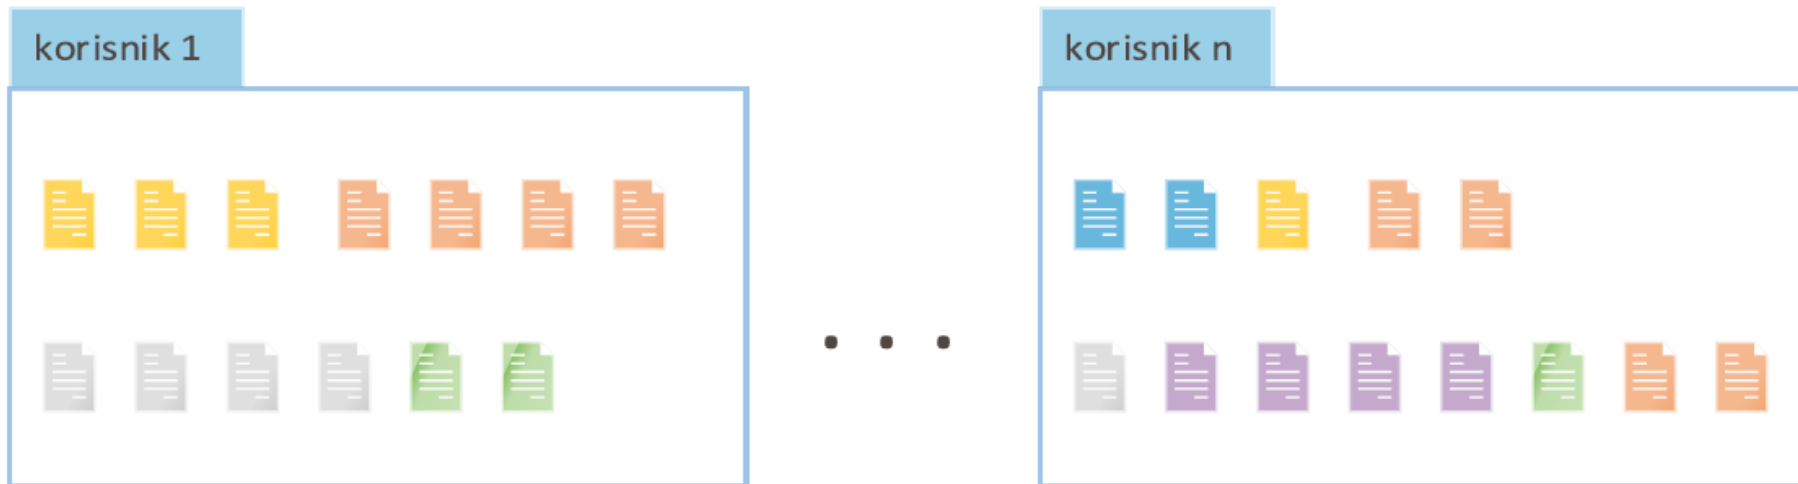 korisnik 1
korisnik n
. . .